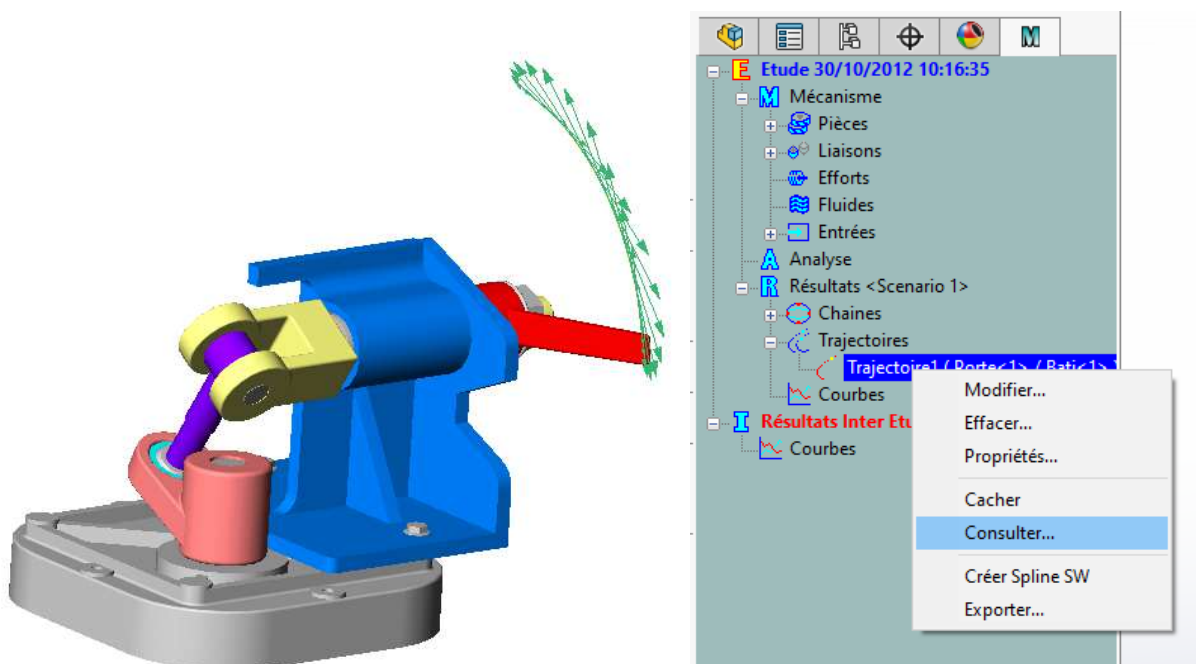 Etude 30/10/2012 10:16:35
Mécanisme
Pièces
Liaisons
Efforts
Fluides
Entrées
Analyse
Résultats <Scenario 1>
Chaines
Trajectoires
Trajectoire1 ( Porte<1> / Bati<1> )
Courbes
Résultats Inter Etu
Courbes
Modifier...
Effacer...
Propriétés...
Cacher
Consulter...
Créer Spline SW
Exporter...